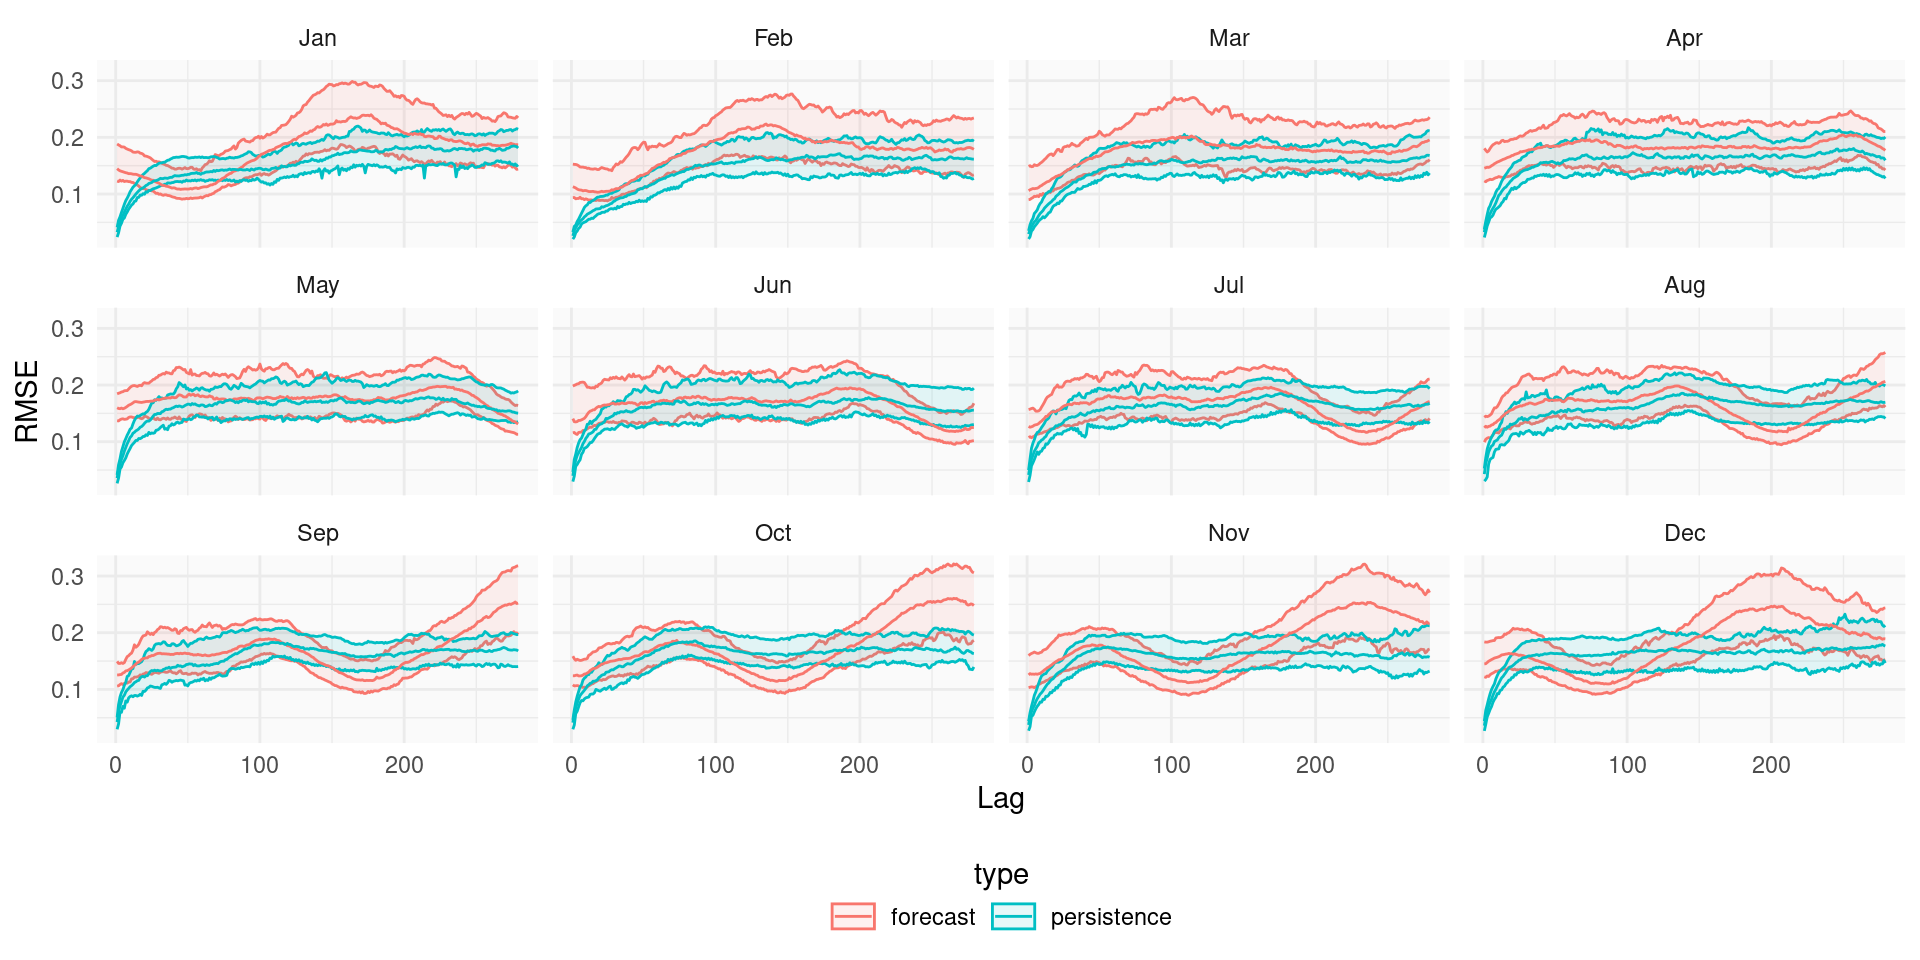 Jan Feb Mar Apr
0.3
0.2
0.1
May Jun Jul Aug
0.3
0.2
0.1
Sep Oct Nov Dec
0.3
0.2
0.1
RMSE
0 100 200 0 100 200 0 100 200 0 100 200
Lag
type
forecast persistence